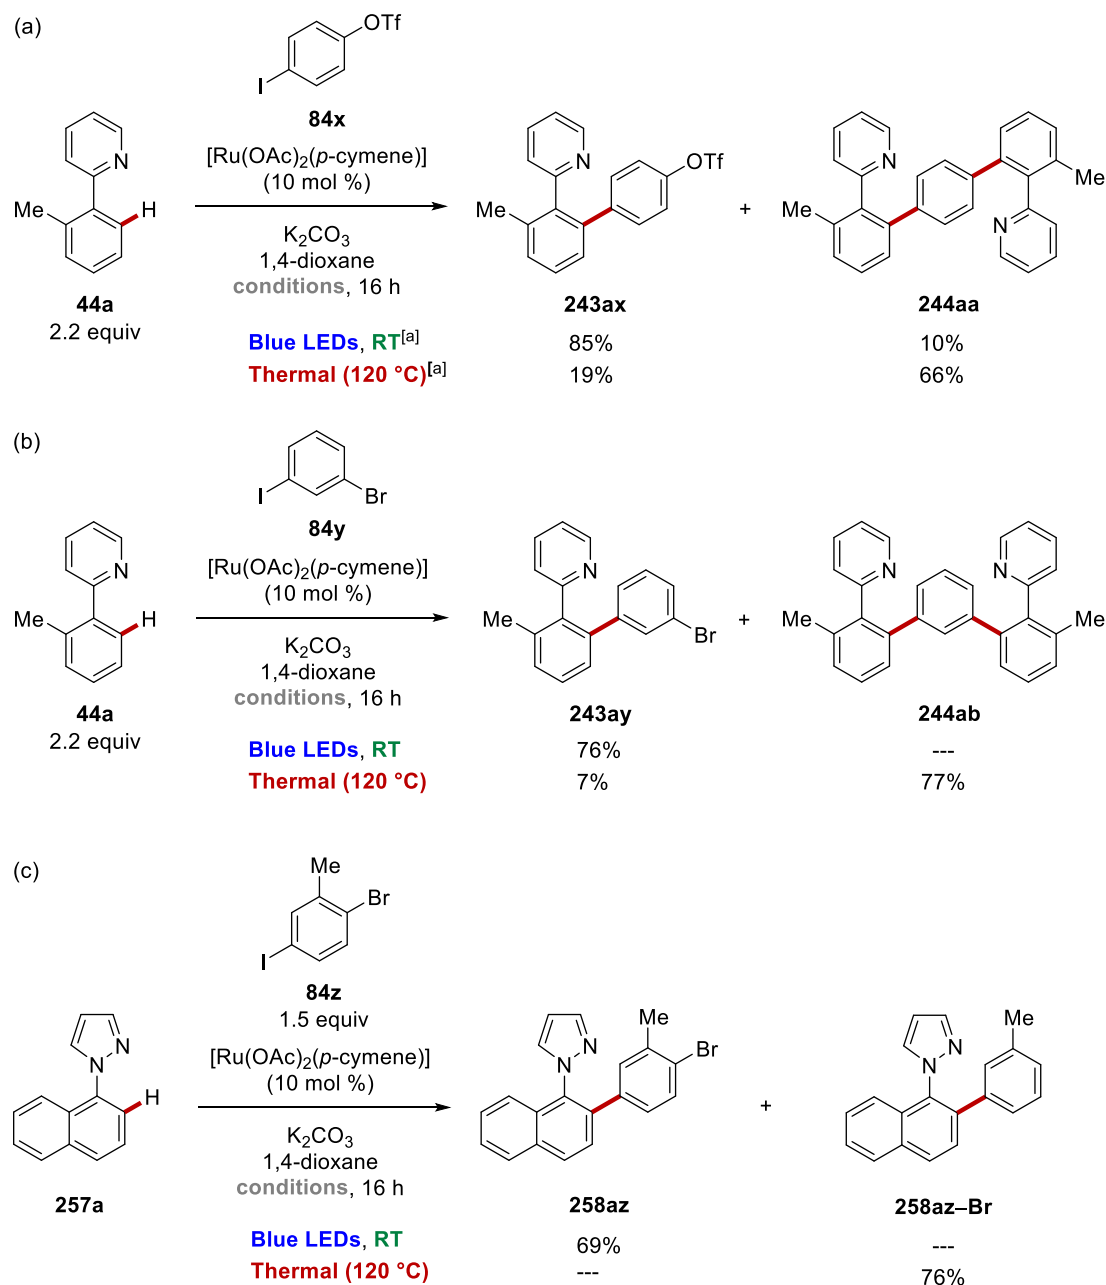 (a)
OTf
I
84x
[Ru(OAc)₂(p-cymene)]
(10 mol %)
K₂CO₃
1,4-dioxane
conditions, 16 h
N
Me
H
44a
2.2 equiv
N
OTf
Me
243ax
+
N
Me
Me
N
244aa
Blue LEDs, RT[a] 85% 10%
Thermal (120 °C)[a] 19% 66%
(b)
I
Br
84y
[Ru(OAc)₂(p-cymene)]
(10 mol %)
K₂CO₃
1,4-dioxane
conditions, 16 h
N
Me
H
44a
2.2 equiv
N
Me
Br
243ay
+
N
N
Me
Me
244ab
Blue LEDs, RT 76% ---
Thermal (120 °C) 7% 77%
(c)
Me
Br
I
84z
1.5 equiv
[Ru(OAc)₂(p-cymene)]
(10 mol %)
K₂CO₃
1,4-dioxane
conditions, 16 h
N
N
H
257a
Me
N
Br
N
258az
+
Me
N
N
258az–Br
Blue LEDs, RT 69% ---
Thermal (120 °C) --- 76%